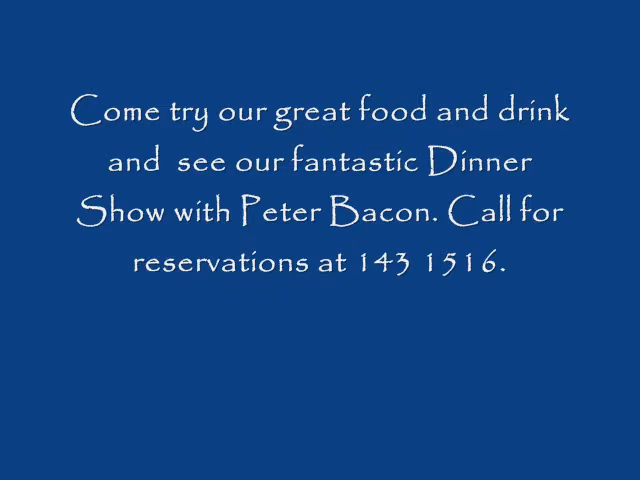 Come try our great food and drink
and  see our fantastic Dinner
Show with Peter Bacon. Call for
reservations at 143 1516.